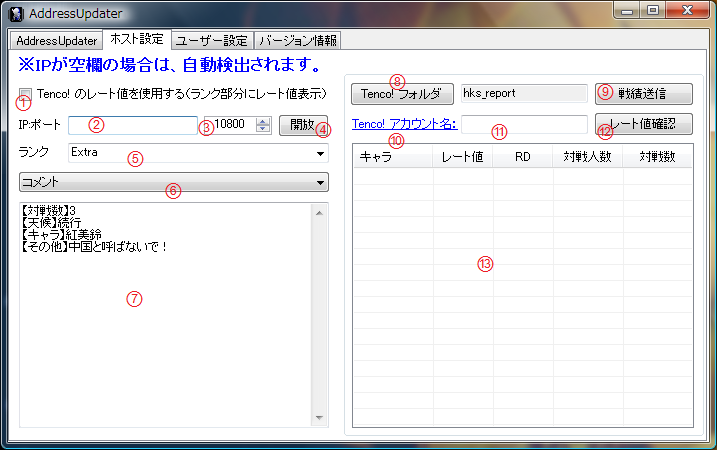 AddressUpdater
AddressUpdater ホスト設定 ユーザー設定 バージョン情報
※IPが空欄の場合は、自動検出されます。
① Tenco! のレート値を使用する(ランク部分にレート値表示)
IP:ポート ② ③ 10800 開放 ④
ランク Extra ⑤
コメント ⑥
【対戦数】3
【天候】続行
【キャラ】紅美鈴
【その他】中国と呼ばないで！
⑦
Tenco! フォルダ ⑧ hks_report ⑨ 戦績送信
Tenco! アカウント名: ⑩ ⑪ ⑫ レート値確認
キャラ レート値 RD 対戦人数 対戦数
⑬